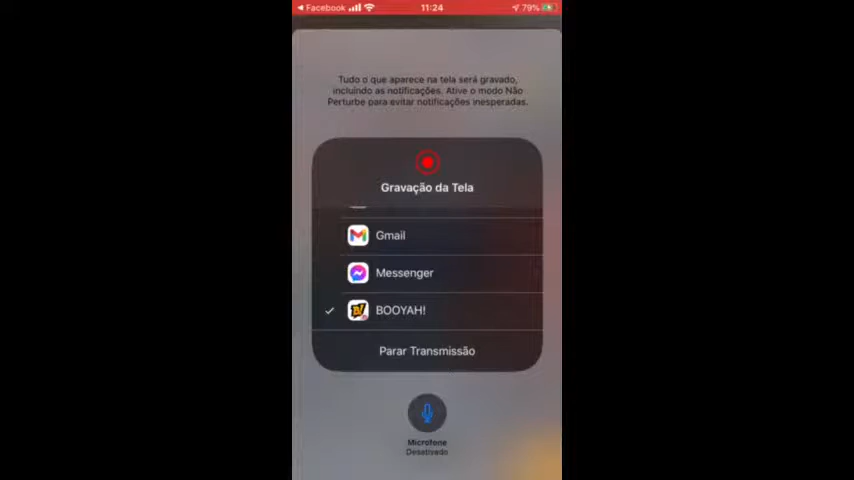 Facebook
11:24
79%
Tudo o que aparece na tela será gravado,
incluindo as notificações. Ative o modo Não
Perturbe para evitar notificações inesperadas.
Gravação da Tela
Gmail
Messenger
BOOYAH!
Parar Transmissão
Microfone
Desativado